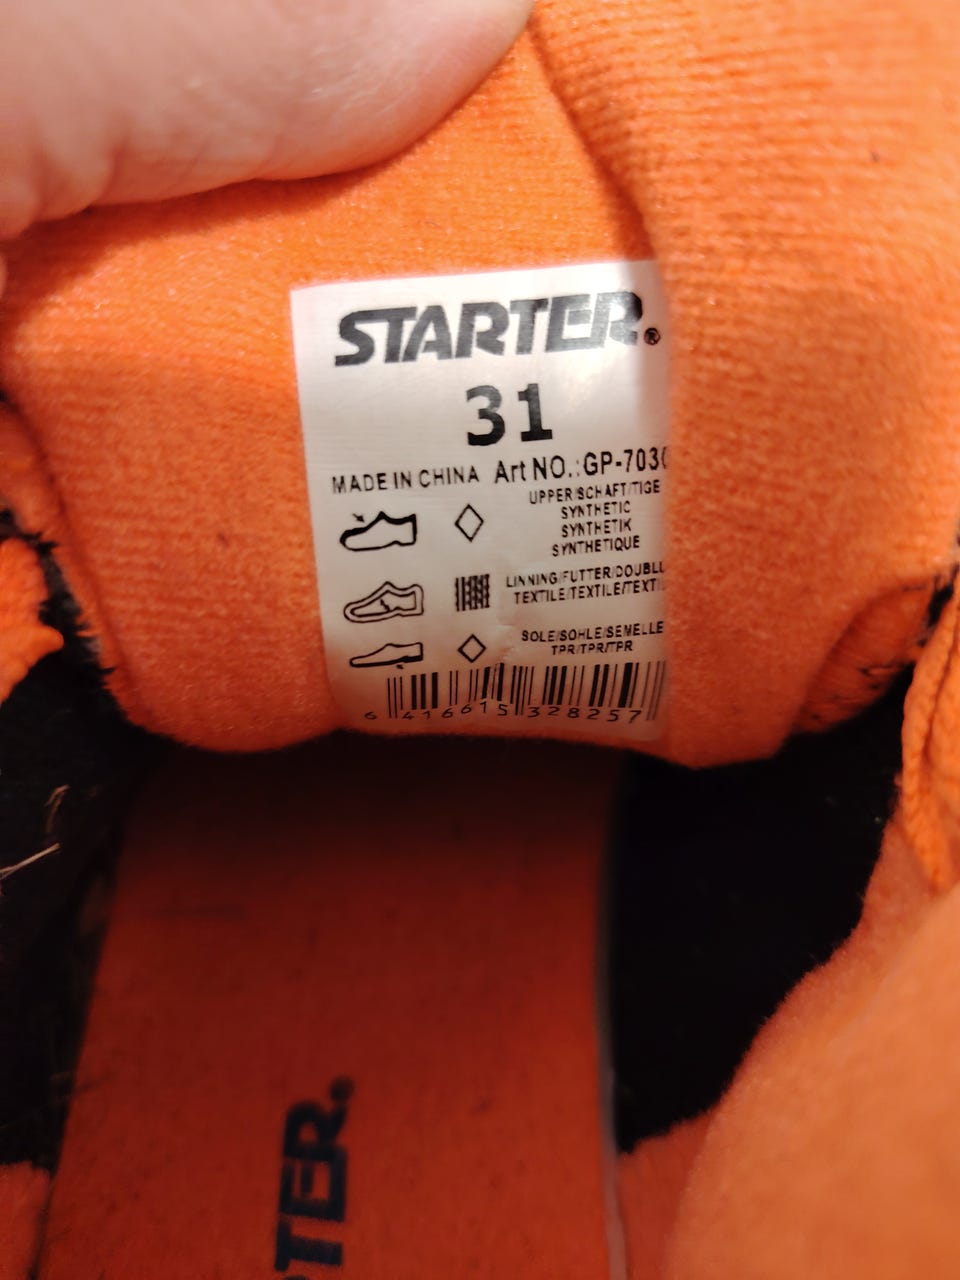 STARTER®
31
MADE IN CHINA Art NO.:GP-703
UPPER/SCHAFT/TIGE
SYNTHETIC
SYNTHETIK
SYNTHETIQUE
LINNING/FUTTER/DOUBLU
TEXTILE/TEXTILE/TEXTI
SOLE/SOHLE/SEMELLE
TPR/TPR/TPR
6 416615 328257
TER®